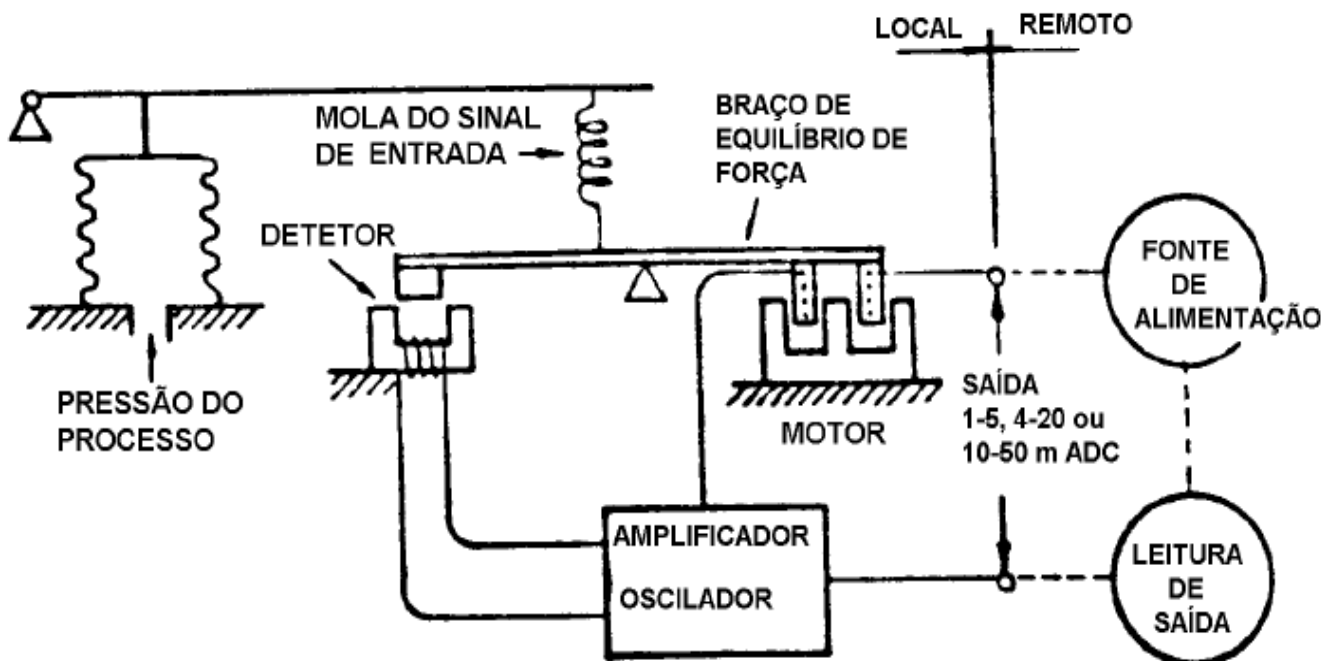 LOCAL
REMOTO
MOLA DO SINAL
DE ENTRADA
BRAÇO DE
EQUILÍBRIO DE
FORÇA
DETETOR
FONTE
DE
ALIMENTAÇÃO
PRESSÃO DO
PROCESSO
MOTOR
SAÍDA
1-5, 4-20 ou
10-50 m ADC
AMPLIFICADOR
OSCILADOR
LEITURA
DE
SAÍDA